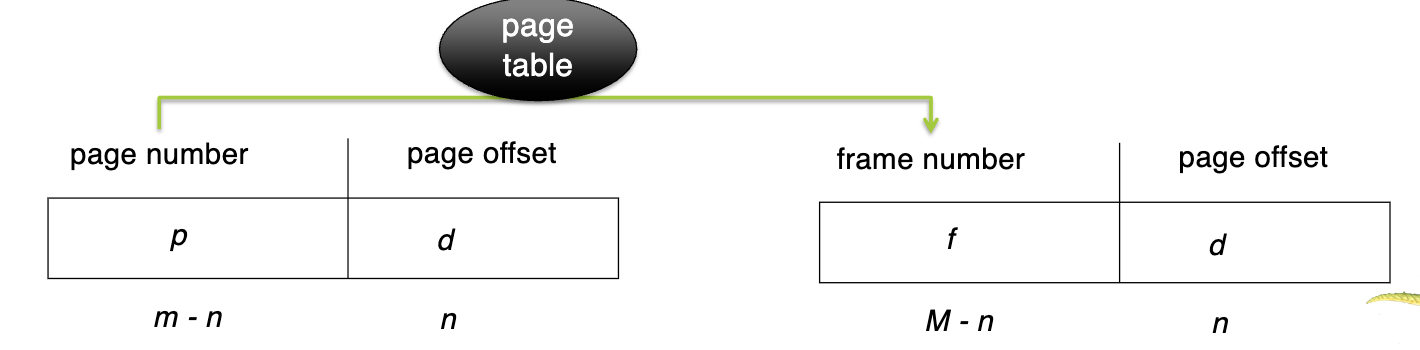 page
table
page number
page offset
frame number
page offset
p
d
f
d
m - n
n
M - n
n